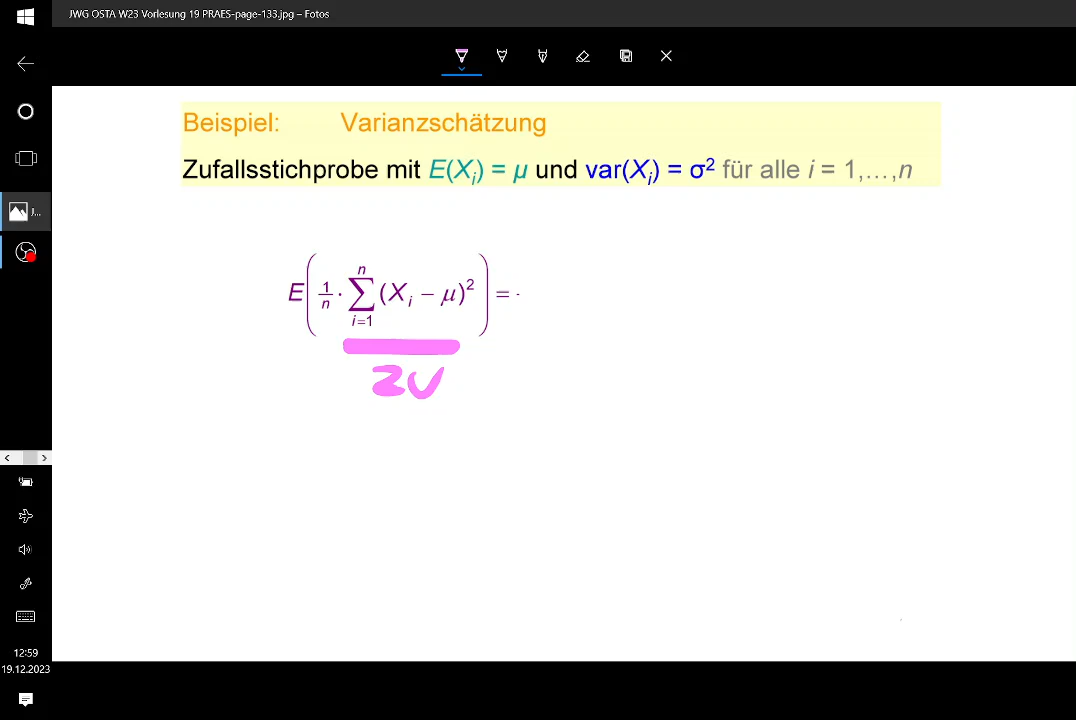 JWG OSTA W23 Vorlesung 19 PRAES-page-133.jpg – Fotos
Beispiel: Varianzschätzung
Zufallsstichprobe mit E(Xᵢ) = μ und var(Xᵢ) = σ² für alle i = 1,…,n
E( 1/n · ∑ᵢ₌₁ⁿ (Xᵢ − μ)² ) =
ZV
J...
12:59
19.12.2023